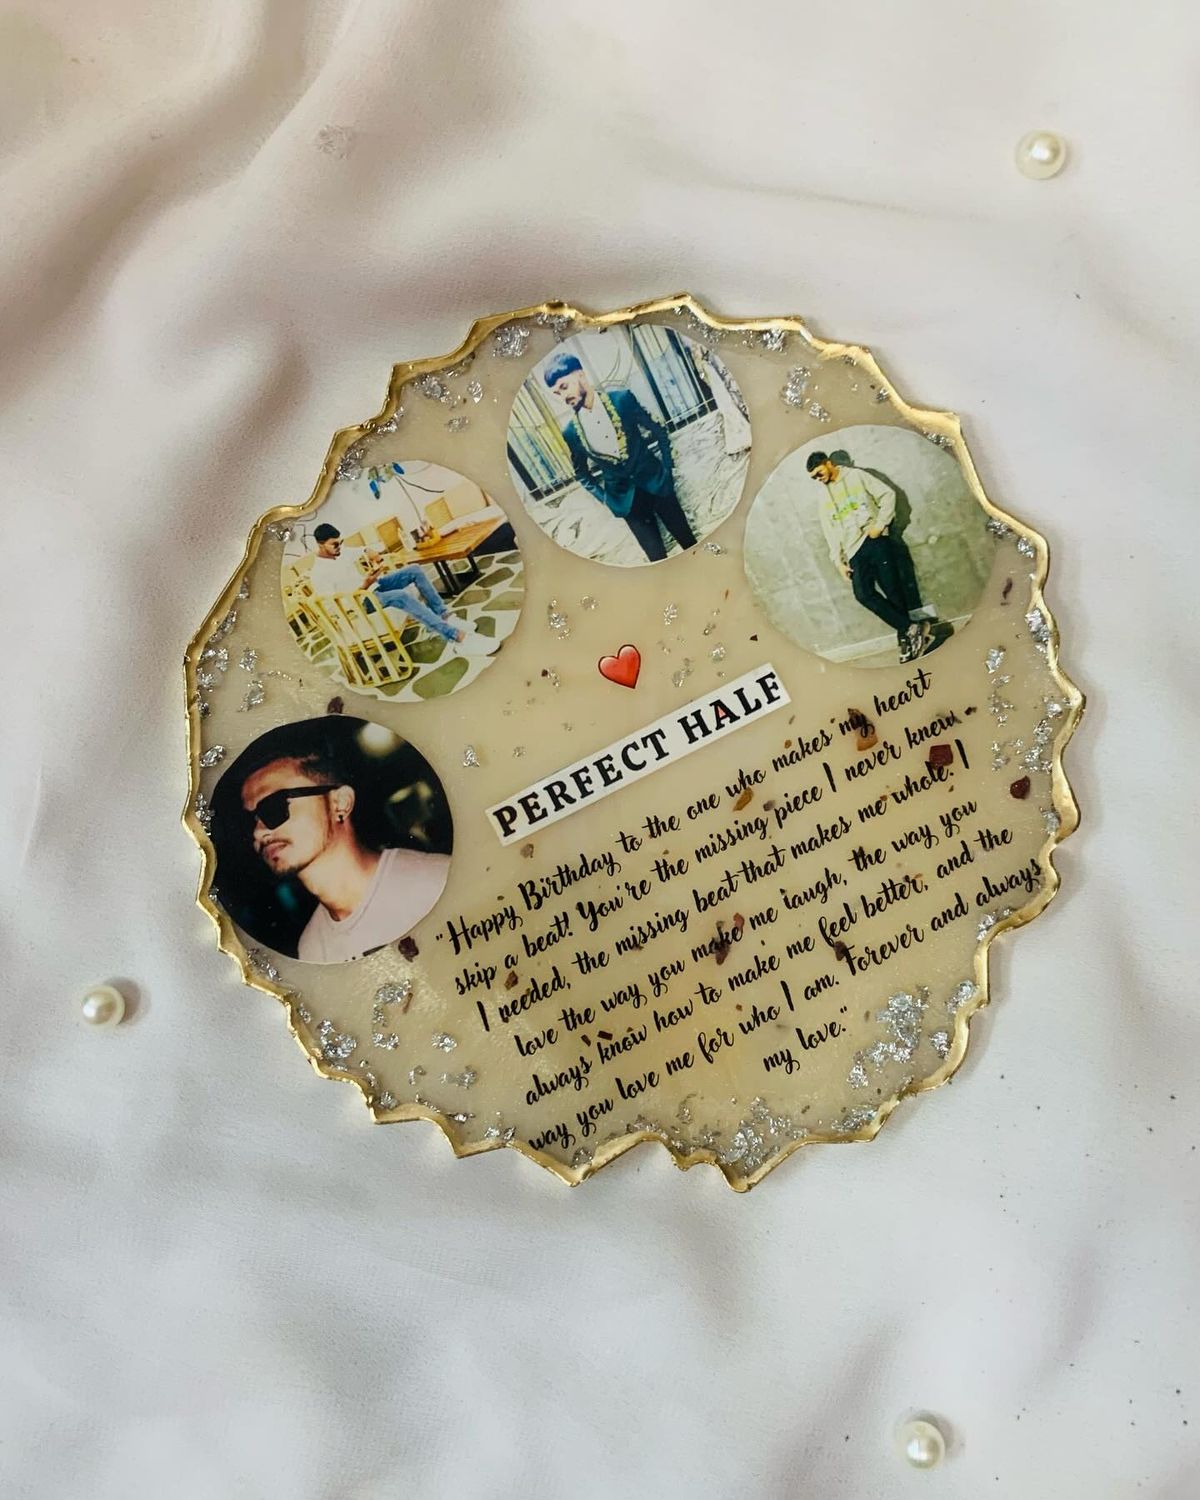 PERFECT HALF
"Happy Birthday to the one who makes my heart
skip a beat! You're the missing piece I never knew -
I needed, the missing beat that makes me whole. I
love the way you make me laugh, the way you
always know how to make me feel better, and the
way you love me for who I am. Forever and always
my love."